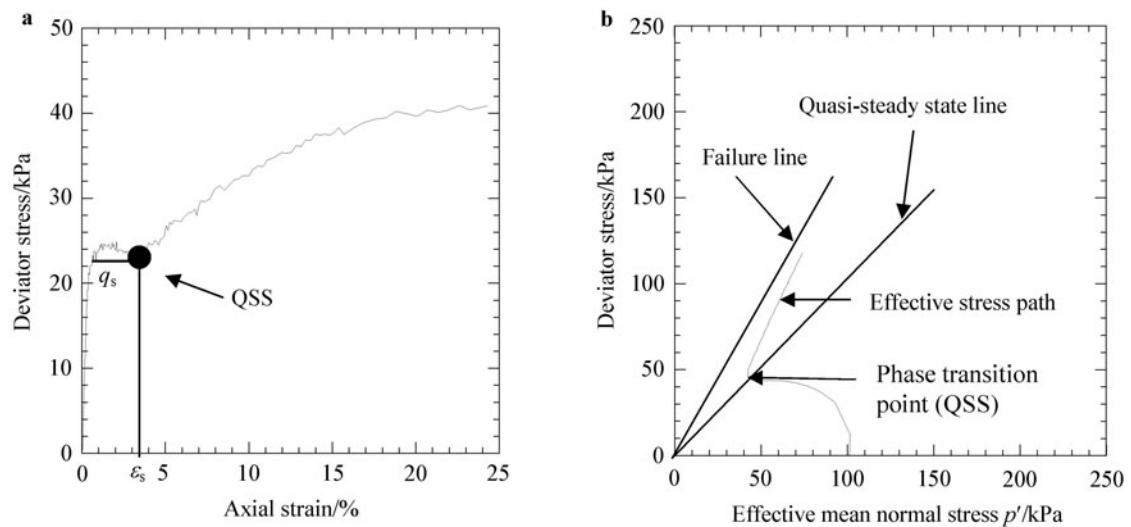 a
50
40
30
20
10
0
0 5 10 15 20 25
Deviator stress/kPa
Axial strain/%
qs
εs
QSS
b
250
200
150
100
50
0
0 50 100 150 200 250
Deviator stress/kPa
Effective mean normal stress p′/kPa
Quasi-steady state line
Failure line
Effective stress path
Phase transition
point (QSS)